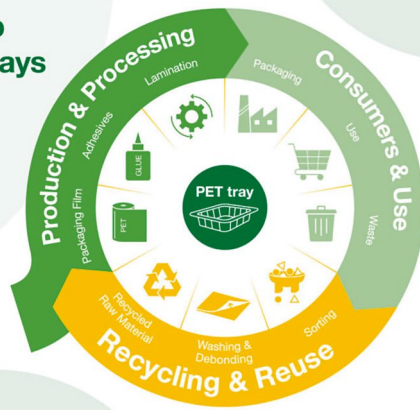 ays
Production & Processing
Packaging Film
Adhesives
Lamination
GLUE
PET
Consumers & Use
Packaging
Use
Waste
PET tray
Recycling & Reuse
Sorting
Washing &
Debonding
Recycled
Raw Material